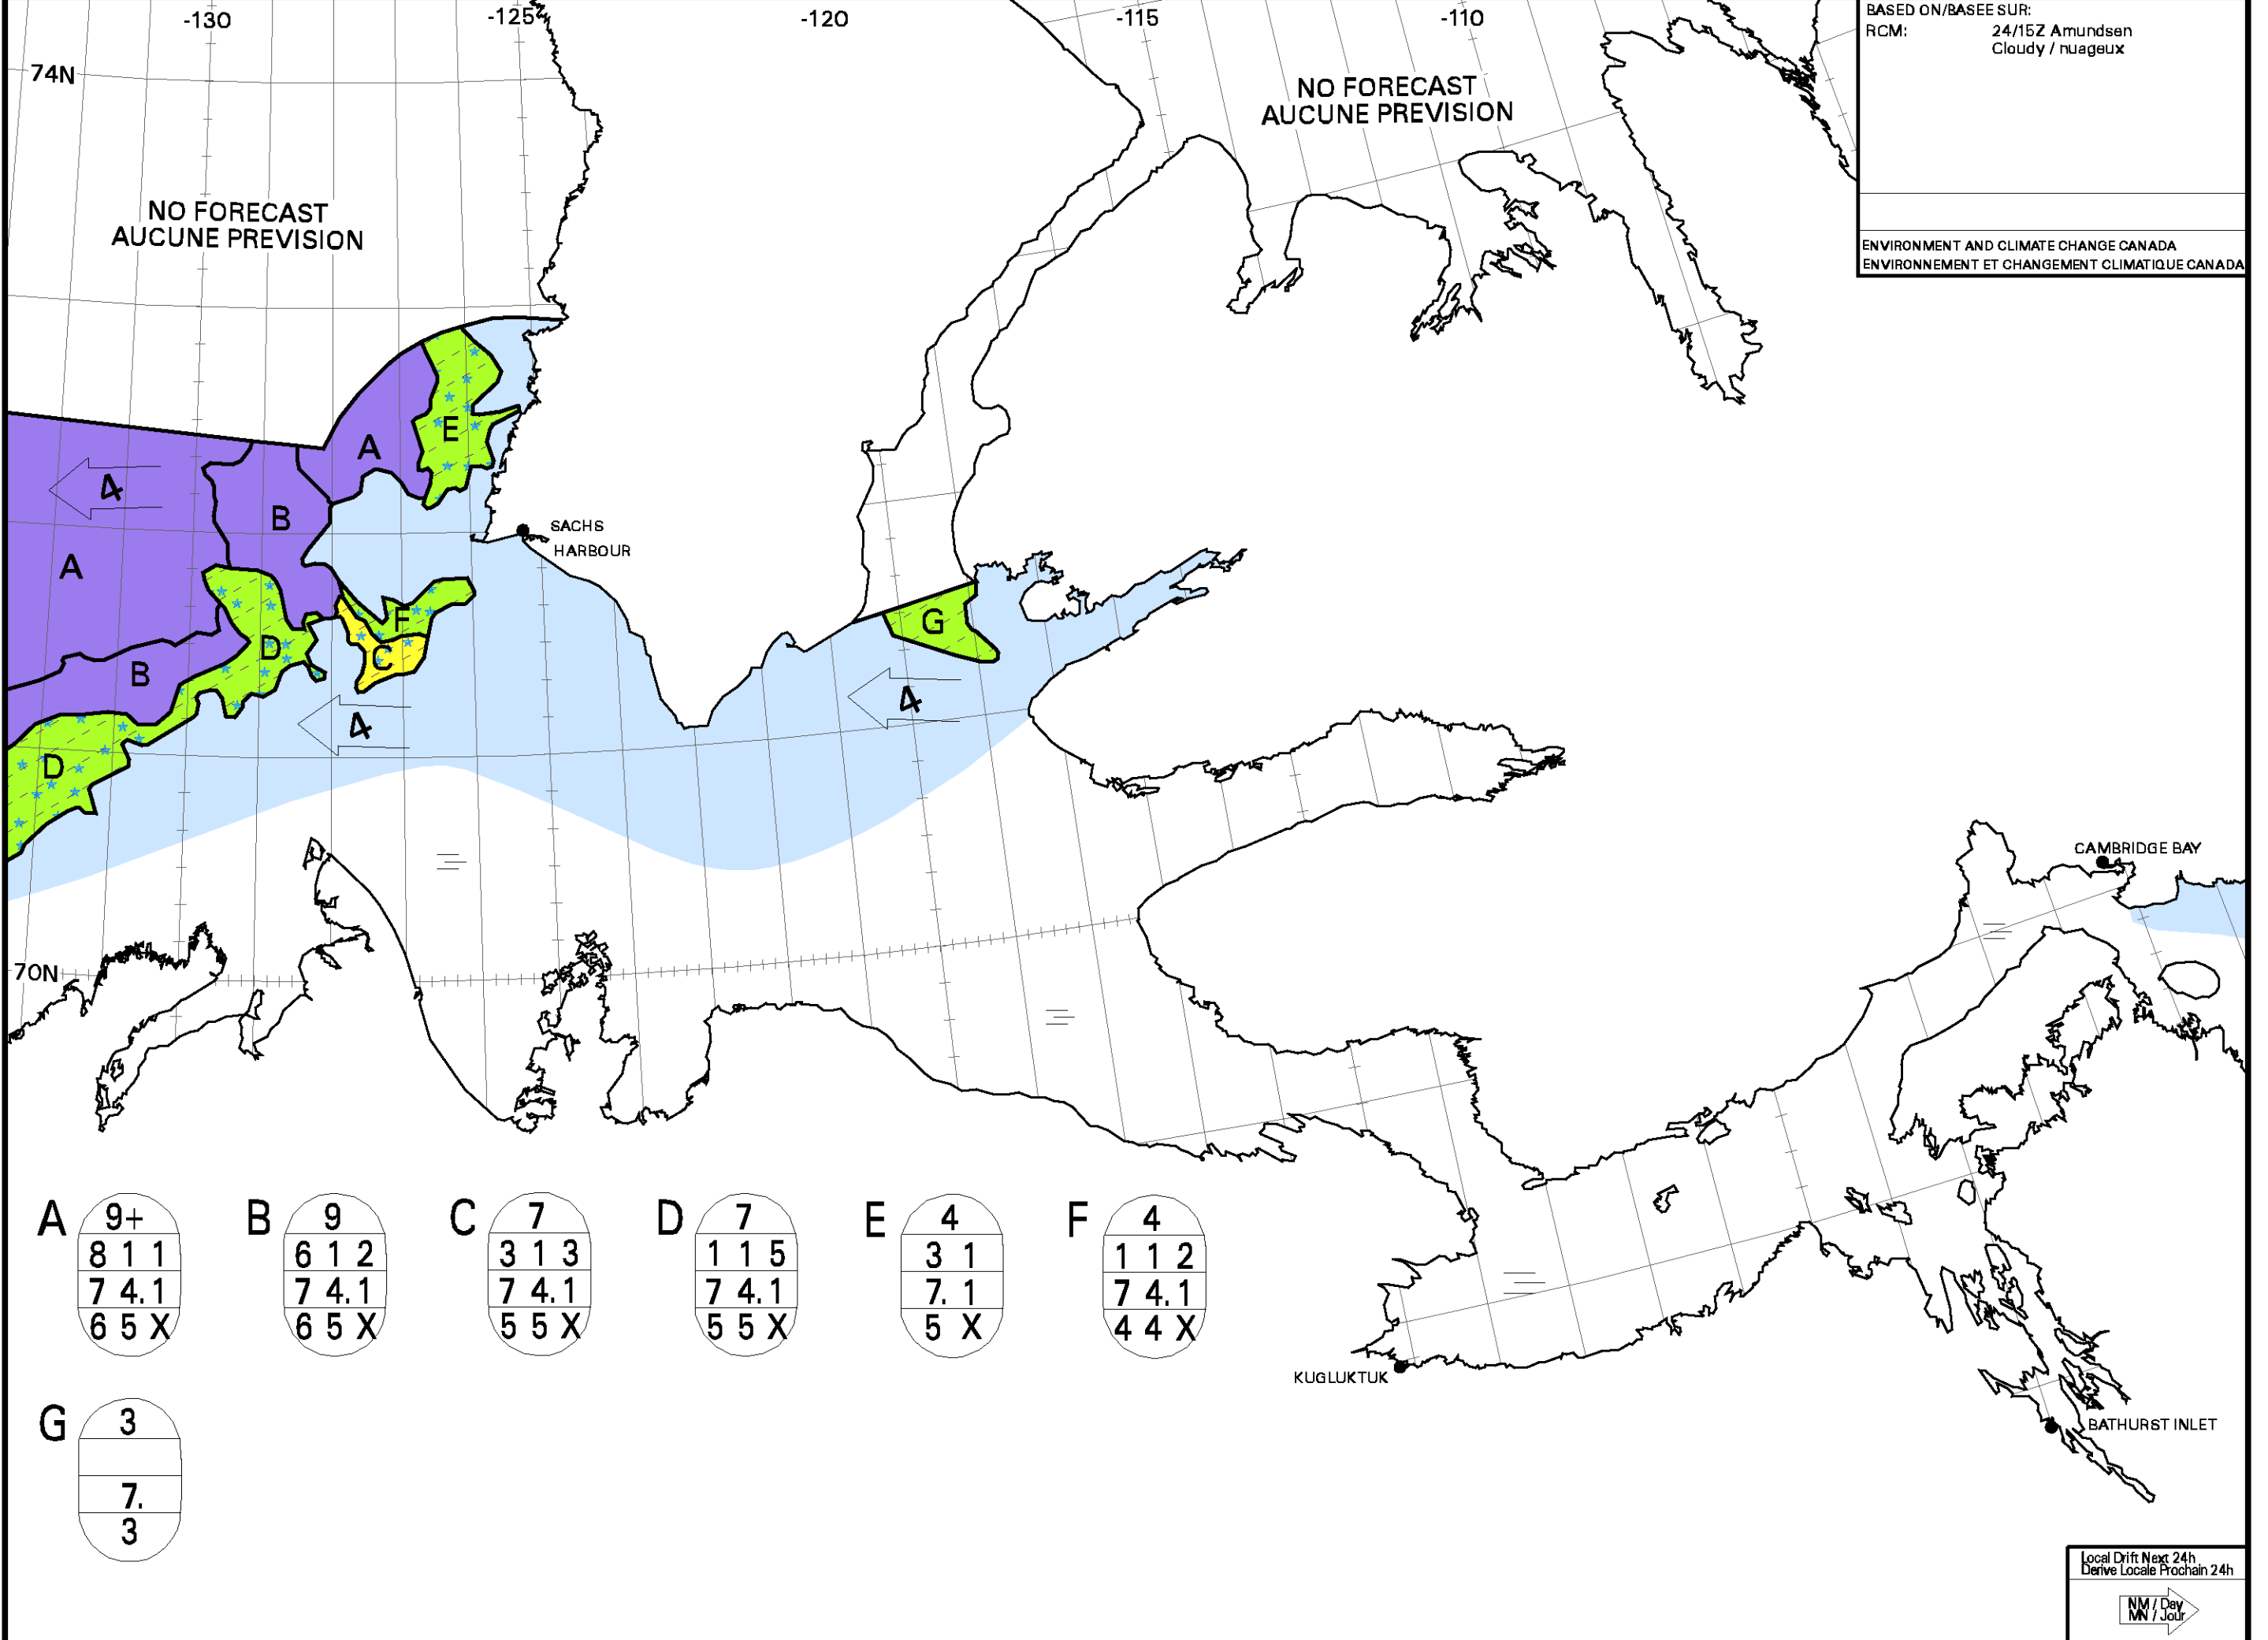 -130
-125
-120
-115
-110
BASED ON/BASEE SUR:
RCM: 24/15Z Amundsen
Cloudy / nuageux
74N
NO FORECAST
AUCUNE PREVISION
NO FORECAST
AUCUNE PREVISION
ENVIRONMENT AND CLIMATE CHANGE CANADA
ENVIRONNEMENT ET CHANGEMENT CLIMATIQUE CANADA
E
A
4
B
SACHS
HARBOUR
A
F
G
D
C
B
4
4
D
CAMBRIDGE BAY
70N
A
9+
8 1 1
7 4. 1
6 5 X
B
9
6 1 2
7 4. 1
6 5 X
C
7
3 1 3
7 4. 1
5 5 X
D
7
1 1 5
7 4. 1
5 5 X
E
4
3 1
7. 1
5 X
F
4
1 1 2
7 4. 1
4 4 X
KUGLUKTUK
BATHURST INLET
G
3
7.
3
Local Drift Next 24h
Derive Locale Prochain 24h
NM / Day
MN / Jour